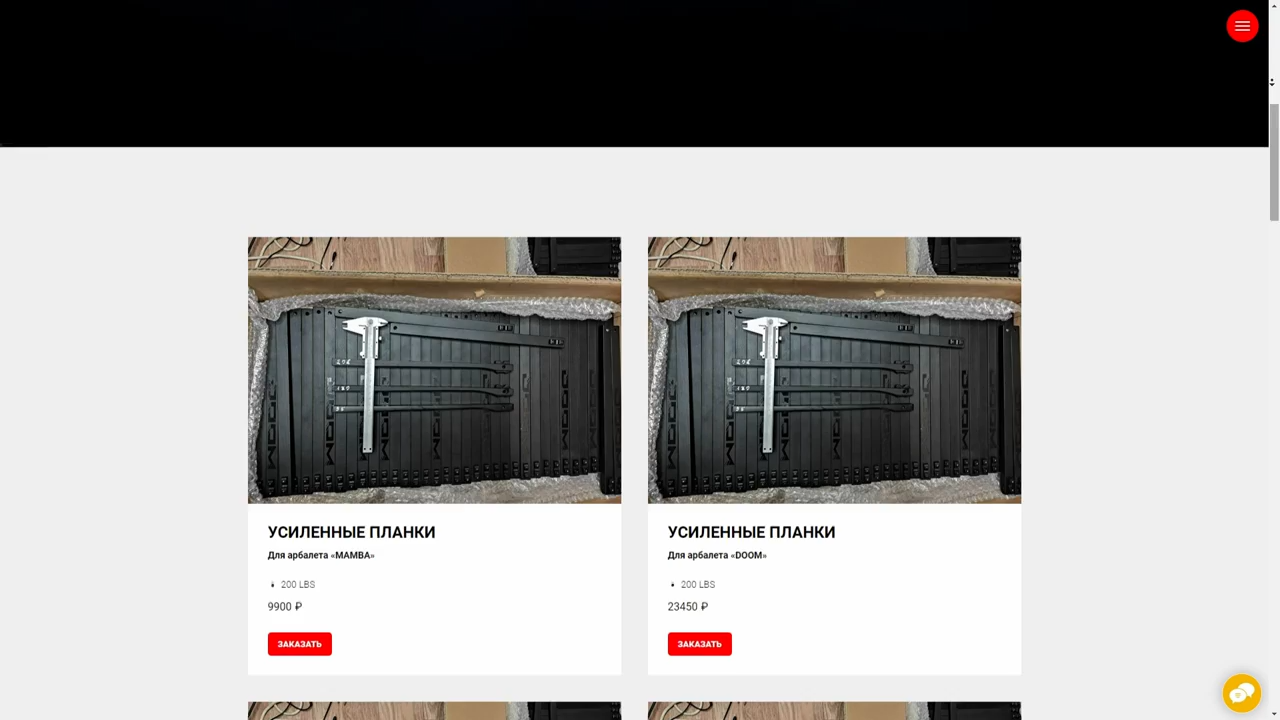 УСИЛЕННЫЕ ПЛАНКИ
Для арбалета «MAMBA»
200 LBS
9900 ₽
ЗАКАЗАТЬ
УСИЛЕННЫЕ ПЛАНКИ
Для арбалета «DOOM»
200 LBS
23450 ₽
ЗАКАЗАТЬ